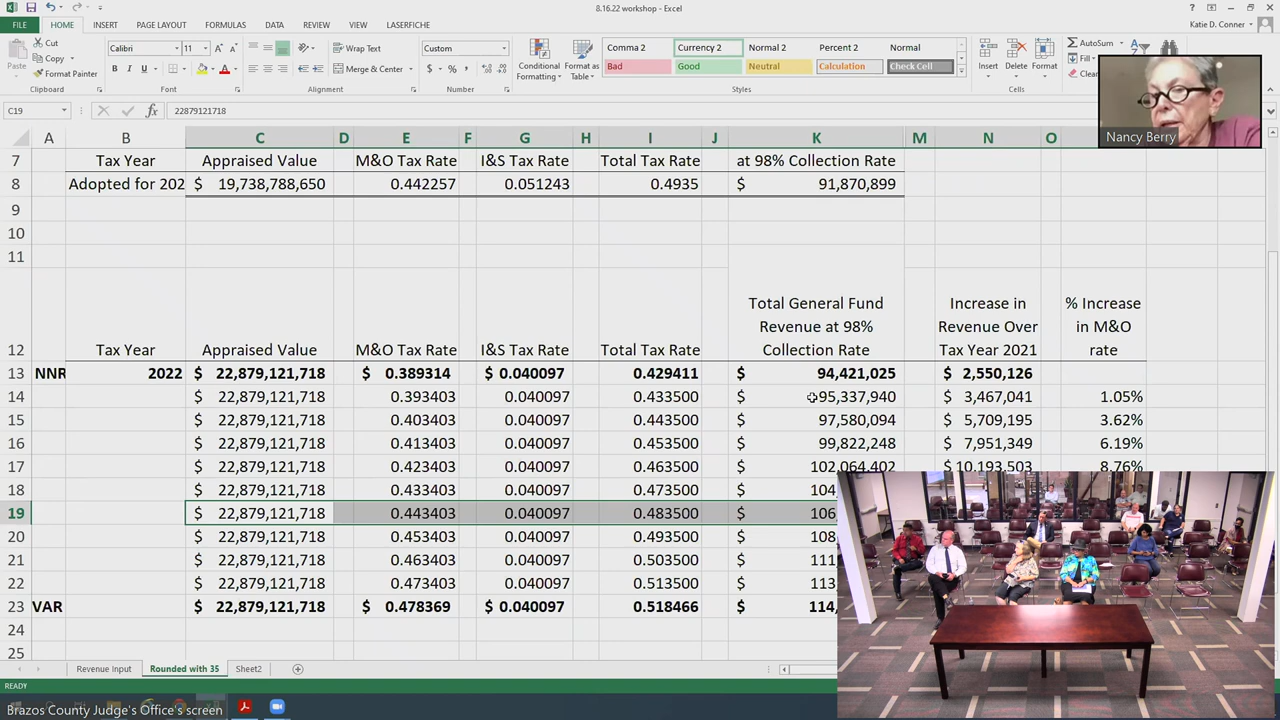 8.16.22 workshop - Excel
FILE HOME INSERT PAGE LAYOUT FORMULAS DATA REVIEW VIEW LASERFICHE Katie D. Conner
Cut Calibri 11 Wrap Text Custom Comma 2 Currency 2 Normal 2 Percent 2 Normal AutoSum
Copy Format Painter Merge & Center Bad Good Neutral Calculation Check Cell Fill
Paste Conditional Formatting Format as Table Insert Delete Format Clear
Clipboard Font Alignment Number Styles Cells
C19 22879121718
Nancy Berry
A B C D E F G H I J K M N O
7 Tax Year Appraised Value M&O Tax Rate I&S Tax Rate Total Tax Rate at 98% Collection Rate
8 Adopted for 202 $ 19,738,788,650 0.442257 0.051243 0.4935 $ 91,870,899
9
10
11
Total General Fund Increase in % Increase
Revenue at 98% Revenue Over in M&O
12 Tax Year Appraised Value M&O Tax Rate I&S Tax Rate Total Tax Rate Collection Rate Tax Year 2021 rate
13 NNR 2022 $ 22,879,121,718 $ 0.389314 $ 0.040097 0.429411 $ 94,421,025 $ 2,550,126
14 $ 22,879,121,718 0.393403 0.040097 0.433500 $ 95,337,940 $ 3,467,041 1.05%
15 $ 22,879,121,718 0.403403 0.040097 0.443500 $ 97,580,094 $ 5,709,195 3.62%
16 $ 22,879,121,718 0.413403 0.040097 0.453500 $ 99,822,248 $ 7,951,349 6.19%
17 $ 22,879,121,718 0.423403 0.040097 0.463500 $ 102,064,402 $ 10,193,503 8.76%
18 $ 22,879,121,718 0.433403 0.040097 0.473500 $ 104,
19 $ 22,879,121,718 0.443403 0.040097 0.483500 $ 106,
20 $ 22,879,121,718 0.453403 0.040097 0.493500 $ 108,
21 $ 22,879,121,718 0.463403 0.040097 0.503500 $ 111,
22 $ 22,879,121,718 0.473403 0.040097 0.513500 $ 113,
23 VAR $ 22,879,121,718 $ 0.478369 $ 0.040097 0.518466 $ 114,
24
25
Revenue Input Rounded with 35 Sheet2
READY
Brazos County Judge's Office's screen